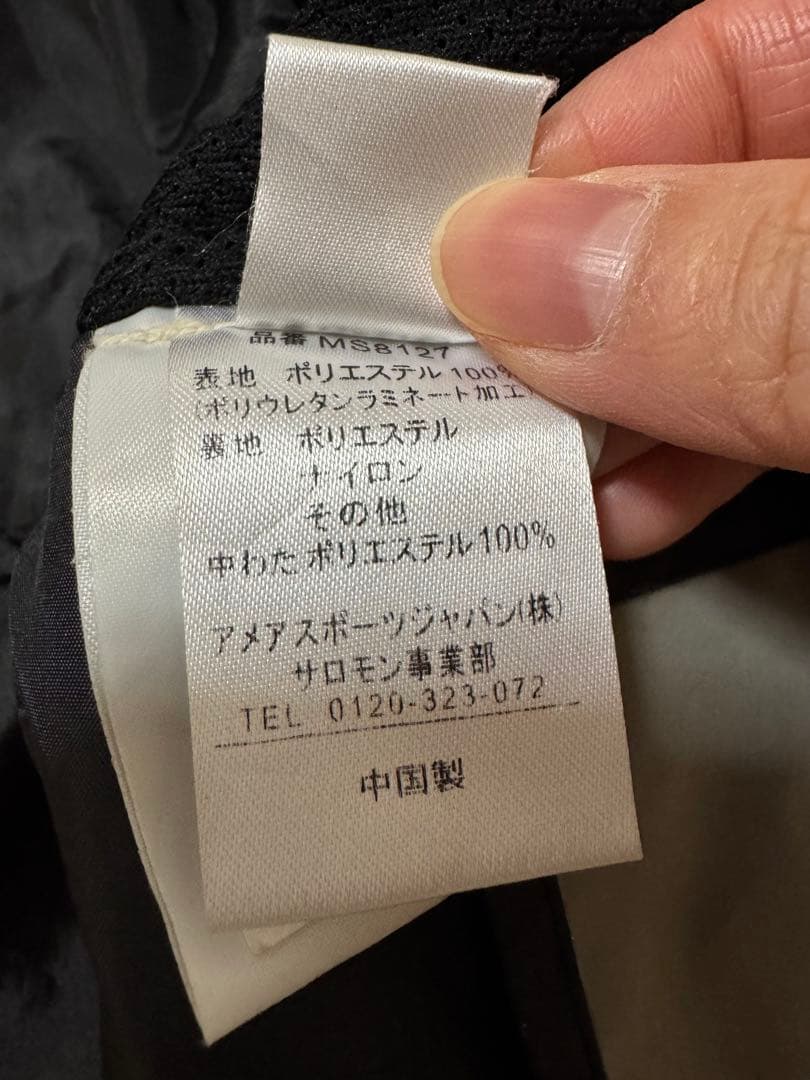 品番 MS8127
表地 ポリエステル 100%
(ポリウレタンラミネート加工)
裏地 ポリエステル
ナイロン
その他
中わた ポリエステル100%
アメアスポーツジャパン(株)
サロモン事業部
TEL 0120-323-072
中国製